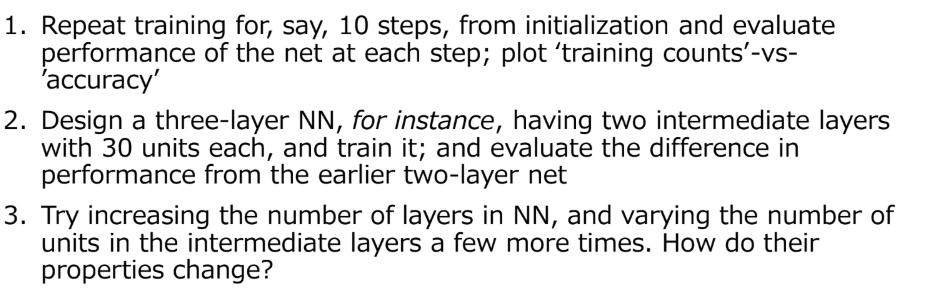 1. Repeat training for, say, 10 steps, from initialization and evaluate
performance of the net at each step; plot ‘training counts’-vs-
’accuracy’
2. Design a three-layer NN, for instance, having two intermediate layers
with 30 units each, and train it; and evaluate the difference in
performance from the earlier two-layer net
3. Try increasing the number of layers in NN, and varying the number of
units in the intermediate layers a few more times. How do their
properties change?